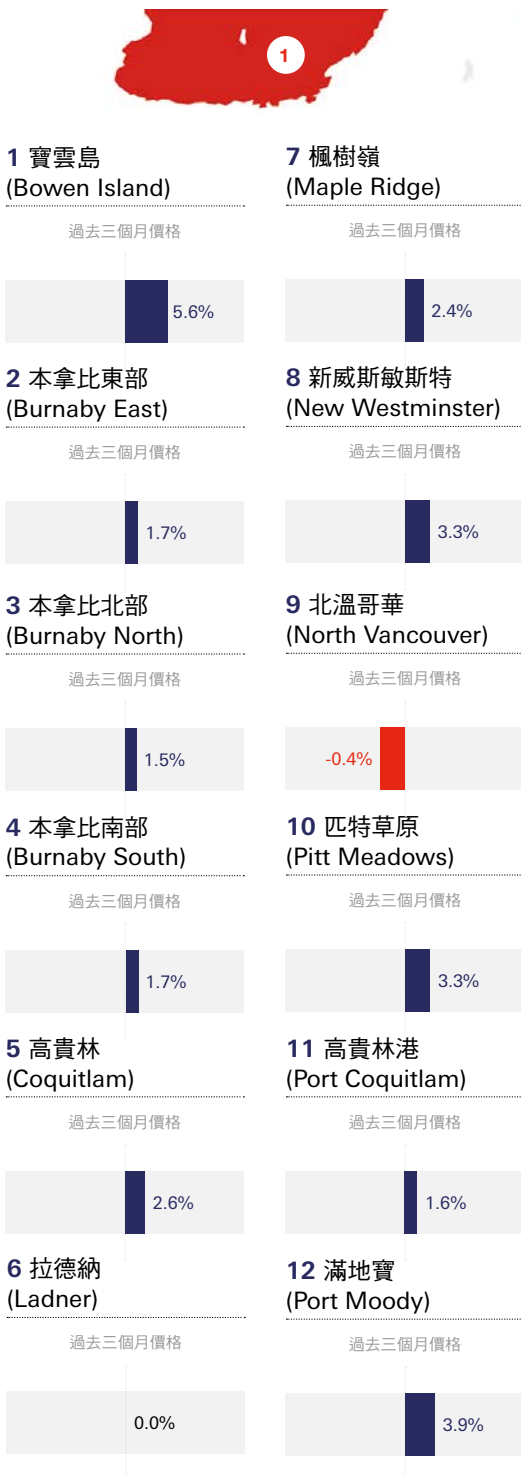 1
1 寶雲島
(Bowen Island)
過去三個月價格
5.6%
2 本拿比東部
(Burnaby East)
過去三個月價格
1.7%
3 本拿比北部
(Burnaby North)
過去三個月價格
1.5%
4 本拿比南部
(Burnaby South)
過去三個月價格
1.7%
5 高貴林
(Coquitlam)
過去三個月價格
2.6%
6 拉德納
(Ladner)
過去三個月價格
0.0%
7 楓樹嶺
(Maple Ridge)
過去三個月價格
2.4%
8 新威斯敏斯特
(New Westminster)
過去三個月價格
3.3%
9 北溫哥華
(North Vancouver)
過去三個月價格
-0.4%
10 匹特草原
(Pitt Meadows)
過去三個月價格
3.3%
11 高貴林港
(Port Coquitlam)
過去三個月價格
1.6%
12 滿地寶
(Port Moody)
過去三個月價格
3.9%